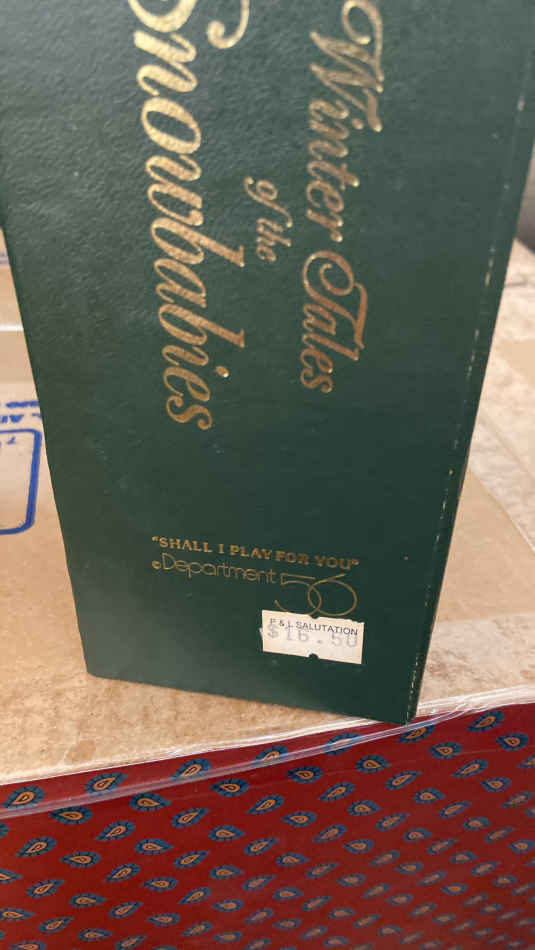 Winter Tales
of the
Snowbabies
"SHALL I PLAY FOR YOU"
©Department 56
P & L SALUTATION
$16.50